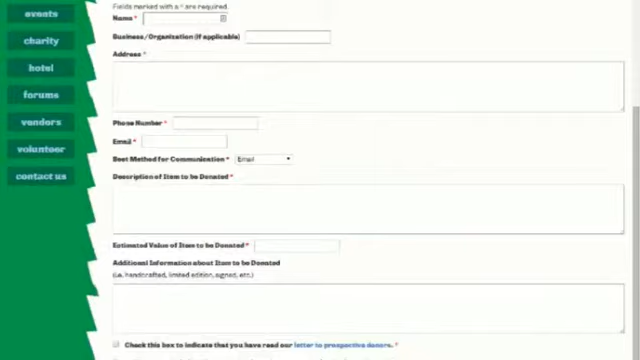 events
charity
hotel
forums
vendors
volunteer
contact us
Fields marked with a * are required.
Name *
Business/Organization (if applicable)
Address *
Phone Number *
Email *
Best Method for Communication * Email
Description of Item to be Donated *
Estimated Value of Item to be Donated *
Additional Information about Item to be Donated
(i.e. handcrafted, limited edition, signed, etc.)
Check this box to indicate that you have read our letter to prospective donors. *